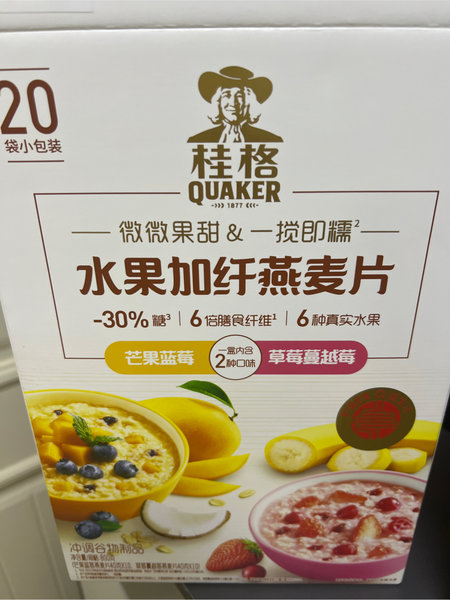 20
袋小包装
桂格
QUAKER
1877
微微果甜 & 一搅即糯²
水果加纤燕麦片
-30%糖³ 6倍膳食纤维¹ 6种真实水果
芒果蓝莓 一盒内含 2种口味 草莓蔓越莓
冲调谷物制品